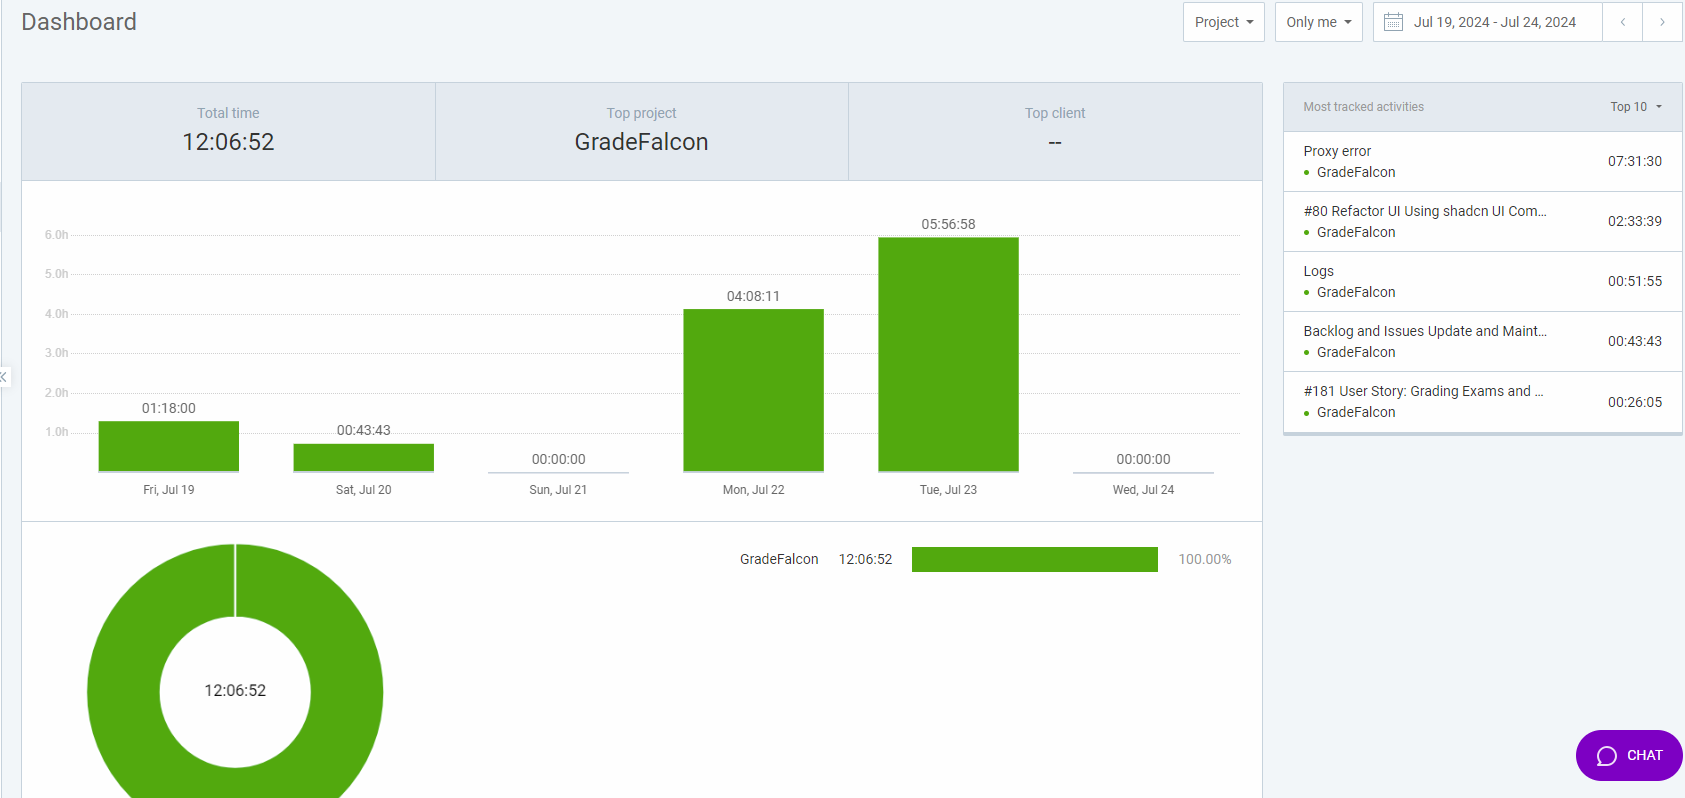 Dashboard
Project
Only me
Jul 19, 2024 - Jul 24, 2024
Total time
12:06:52
Top project
GradeFalcon
Top client
--
6.0h
5.0h
4.0h
3.0h
2.0h
1.0h
01:18:00
00:43:43
00:00:00
04:08:11
05:56:58
00:00:00
Fri, Jul 19
Sat, Jul 20
Sun, Jul 21
Mon, Jul 22
Tue, Jul 23
Wed, Jul 24
12:06:52
GradeFalcon 12:06:52 100.00%
Most tracked activities Top 10
Proxy error
GradeFalcon
07:31:30
#80 Refactor UI Using shadcn UI Com...
GradeFalcon
02:33:39
Logs
GradeFalcon
00:51:55
Backlog and Issues Update and Maint...
GradeFalcon
00:43:43
#181 User Story: Grading Exams and ...
GradeFalcon
00:26:05
CHAT